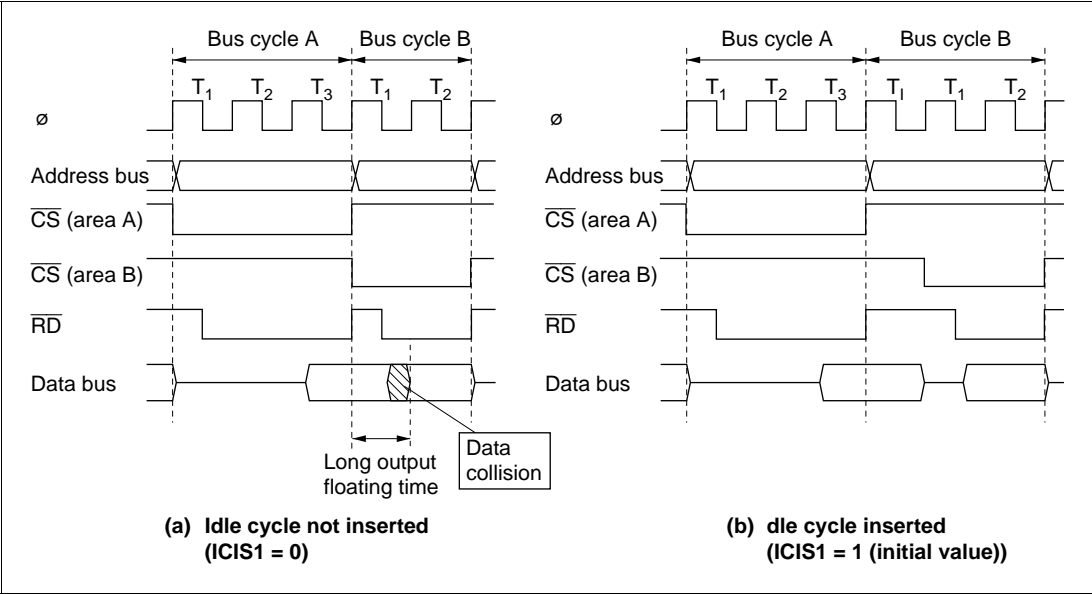 Bus cycle A
Bus cycle B
T1
T2
T3
T1
T2
ø
Address bus
CS (area A)
CS (area B)
RD
Data bus
Long output
floating time
Data
collision
(a) Idle cycle not inserted
(ICIS1 = 0)
Bus cycle A
Bus cycle B
T1
T2
T3
TI
T1
T2
ø
Address bus
CS (area A)
CS (area B)
RD
Data bus
(b) dle cycle inserted
(ICIS1 = 1 (initial value))